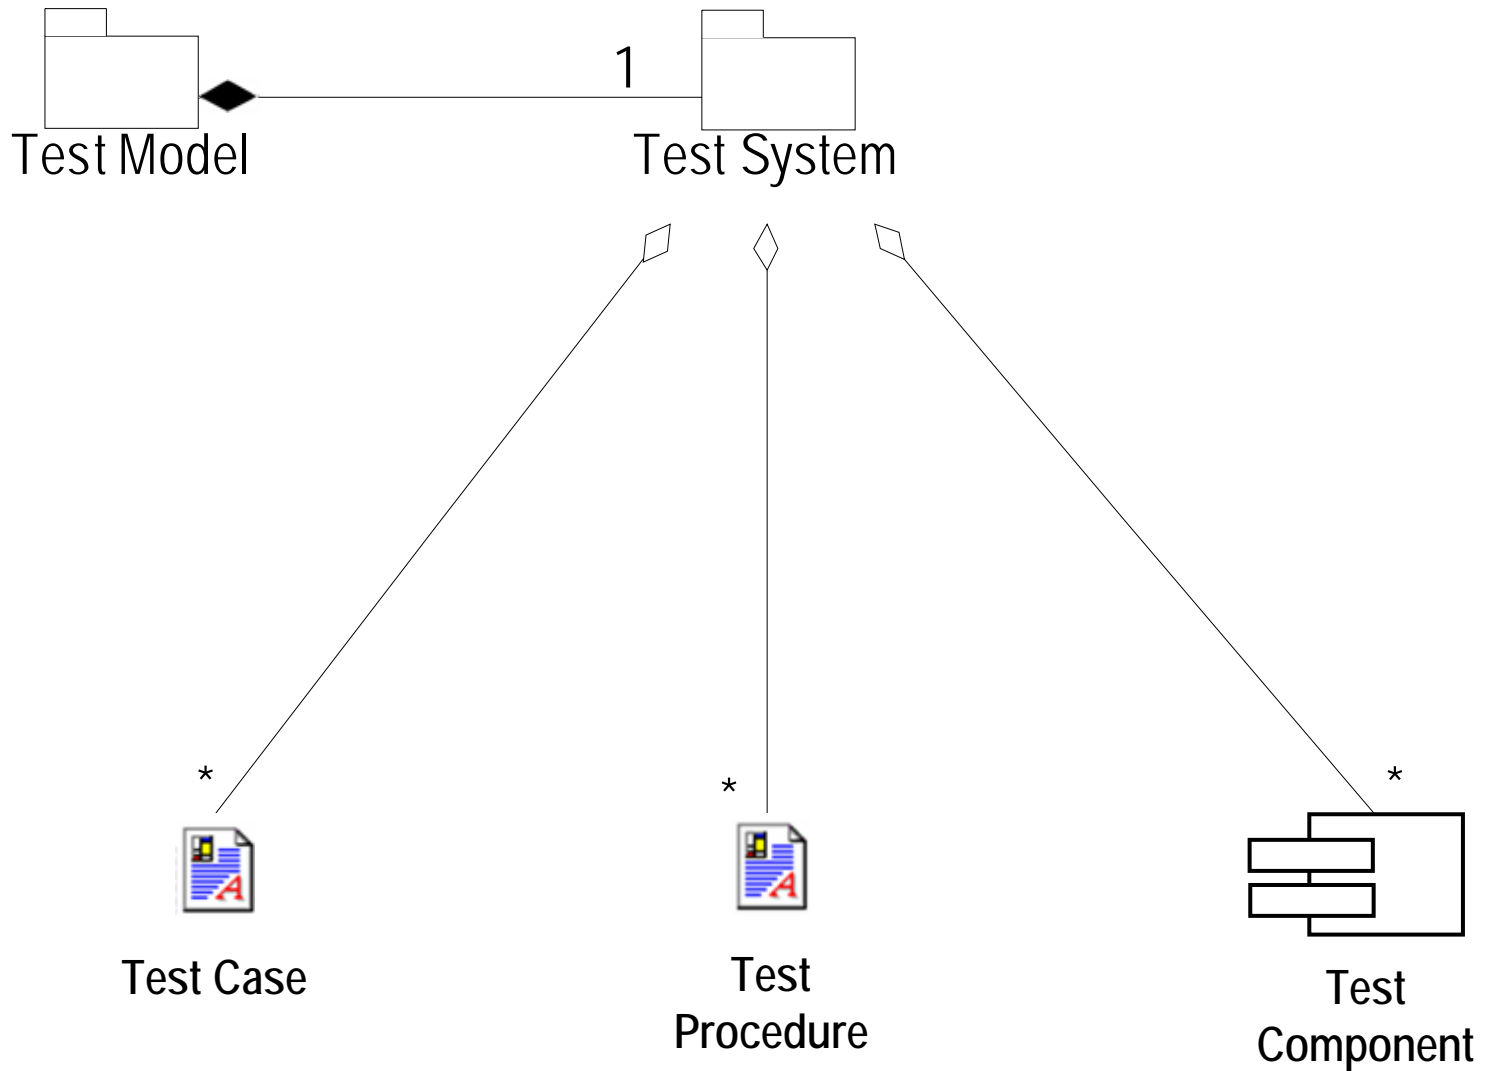 1
Test Model
Test System
*
*
*
Test Case
Test
Procedure
Test
Component